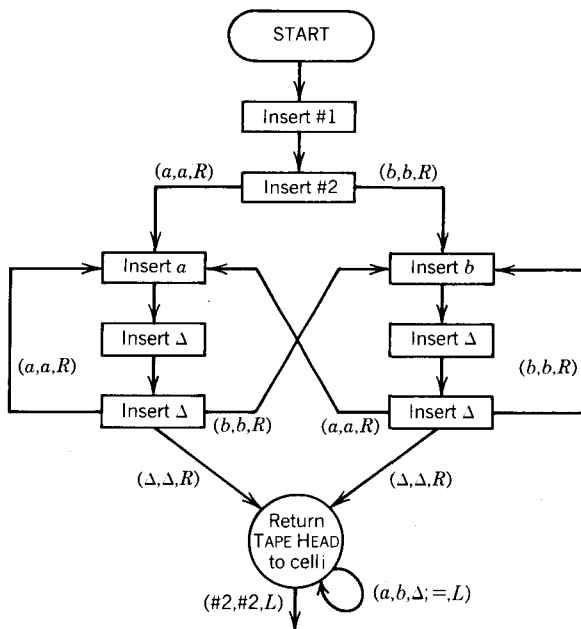 START
Insert #1
(a,a,R)
Insert #2
(b,b,R)
Insert a
Insert b
Insert Δ
Insert Δ
(a,a,R)
(b,b,R)
Insert Δ
(b,b,R)
(a,a,R)
Insert Δ
(Δ,Δ,R)
(Δ,Δ,R)
Return
TAPE HEAD
to cell i
(#2,#2,L)
(a,b,Δ;=,L)